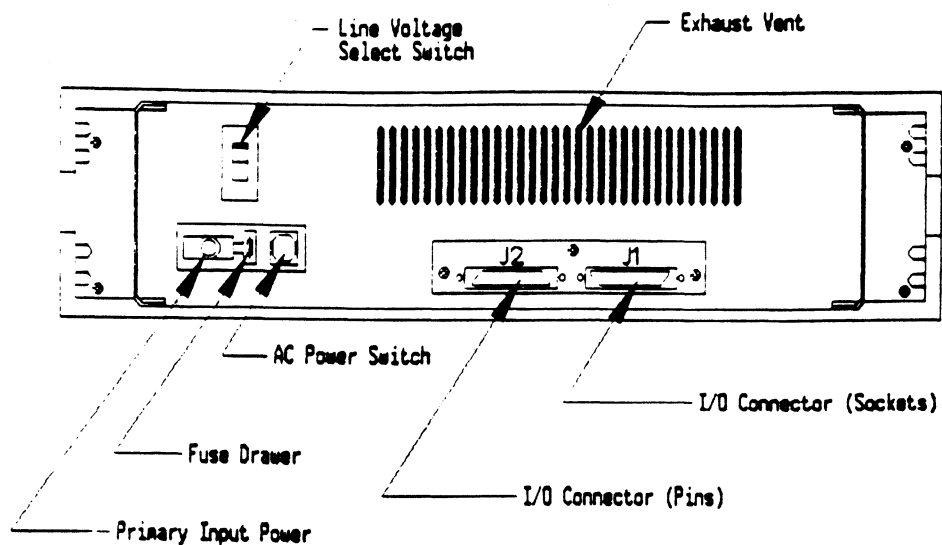 Line Voltage
Select Switch
Exhaust Vent
J2
J1
AC Power Switch
I/O Connector (Sockets)
Fuse Drawer
I/O Connector (Pins)
Primary Input Power